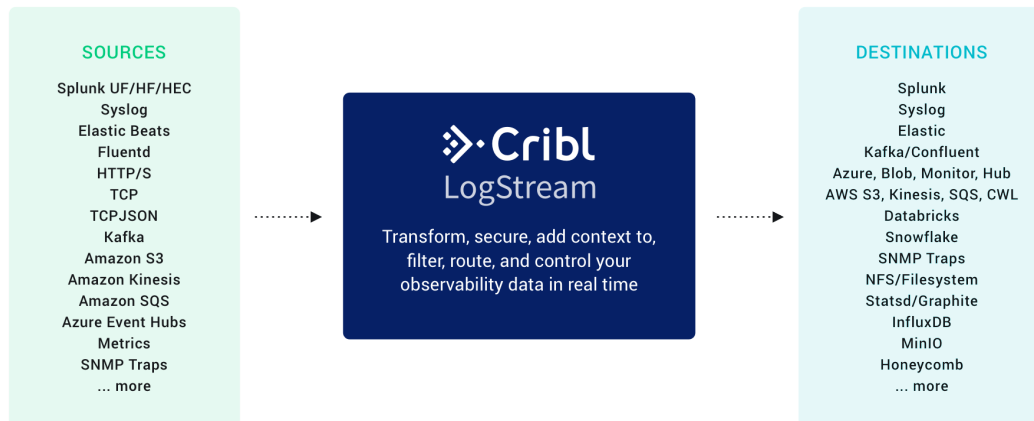 SOURCES
Splunk UF/HF/HEC
Syslog
Elastic Beats
Fluentd
HTTP/S
TCP
TCPJSON
Kafka
Amazon S3
Amazon Kinesis
Amazon SQS
Azure Event Hubs
Metrics
SNMP Traps
... more
Cribl
LogStream
Transform, secure, add context to,
filter, route, and control your
observability data in real time
DESTINATIONS
Splunk
Syslog
Elastic
Kafka/Confluent
Azure, Blob, Monitor, Hub
AWS S3, Kinesis, SQS, CWL
Databricks
Snowflake
SNMP Traps
NFS/Filesystem
Statsd/Graphite
InfluxDB
MinIO
Honeycomb
... more